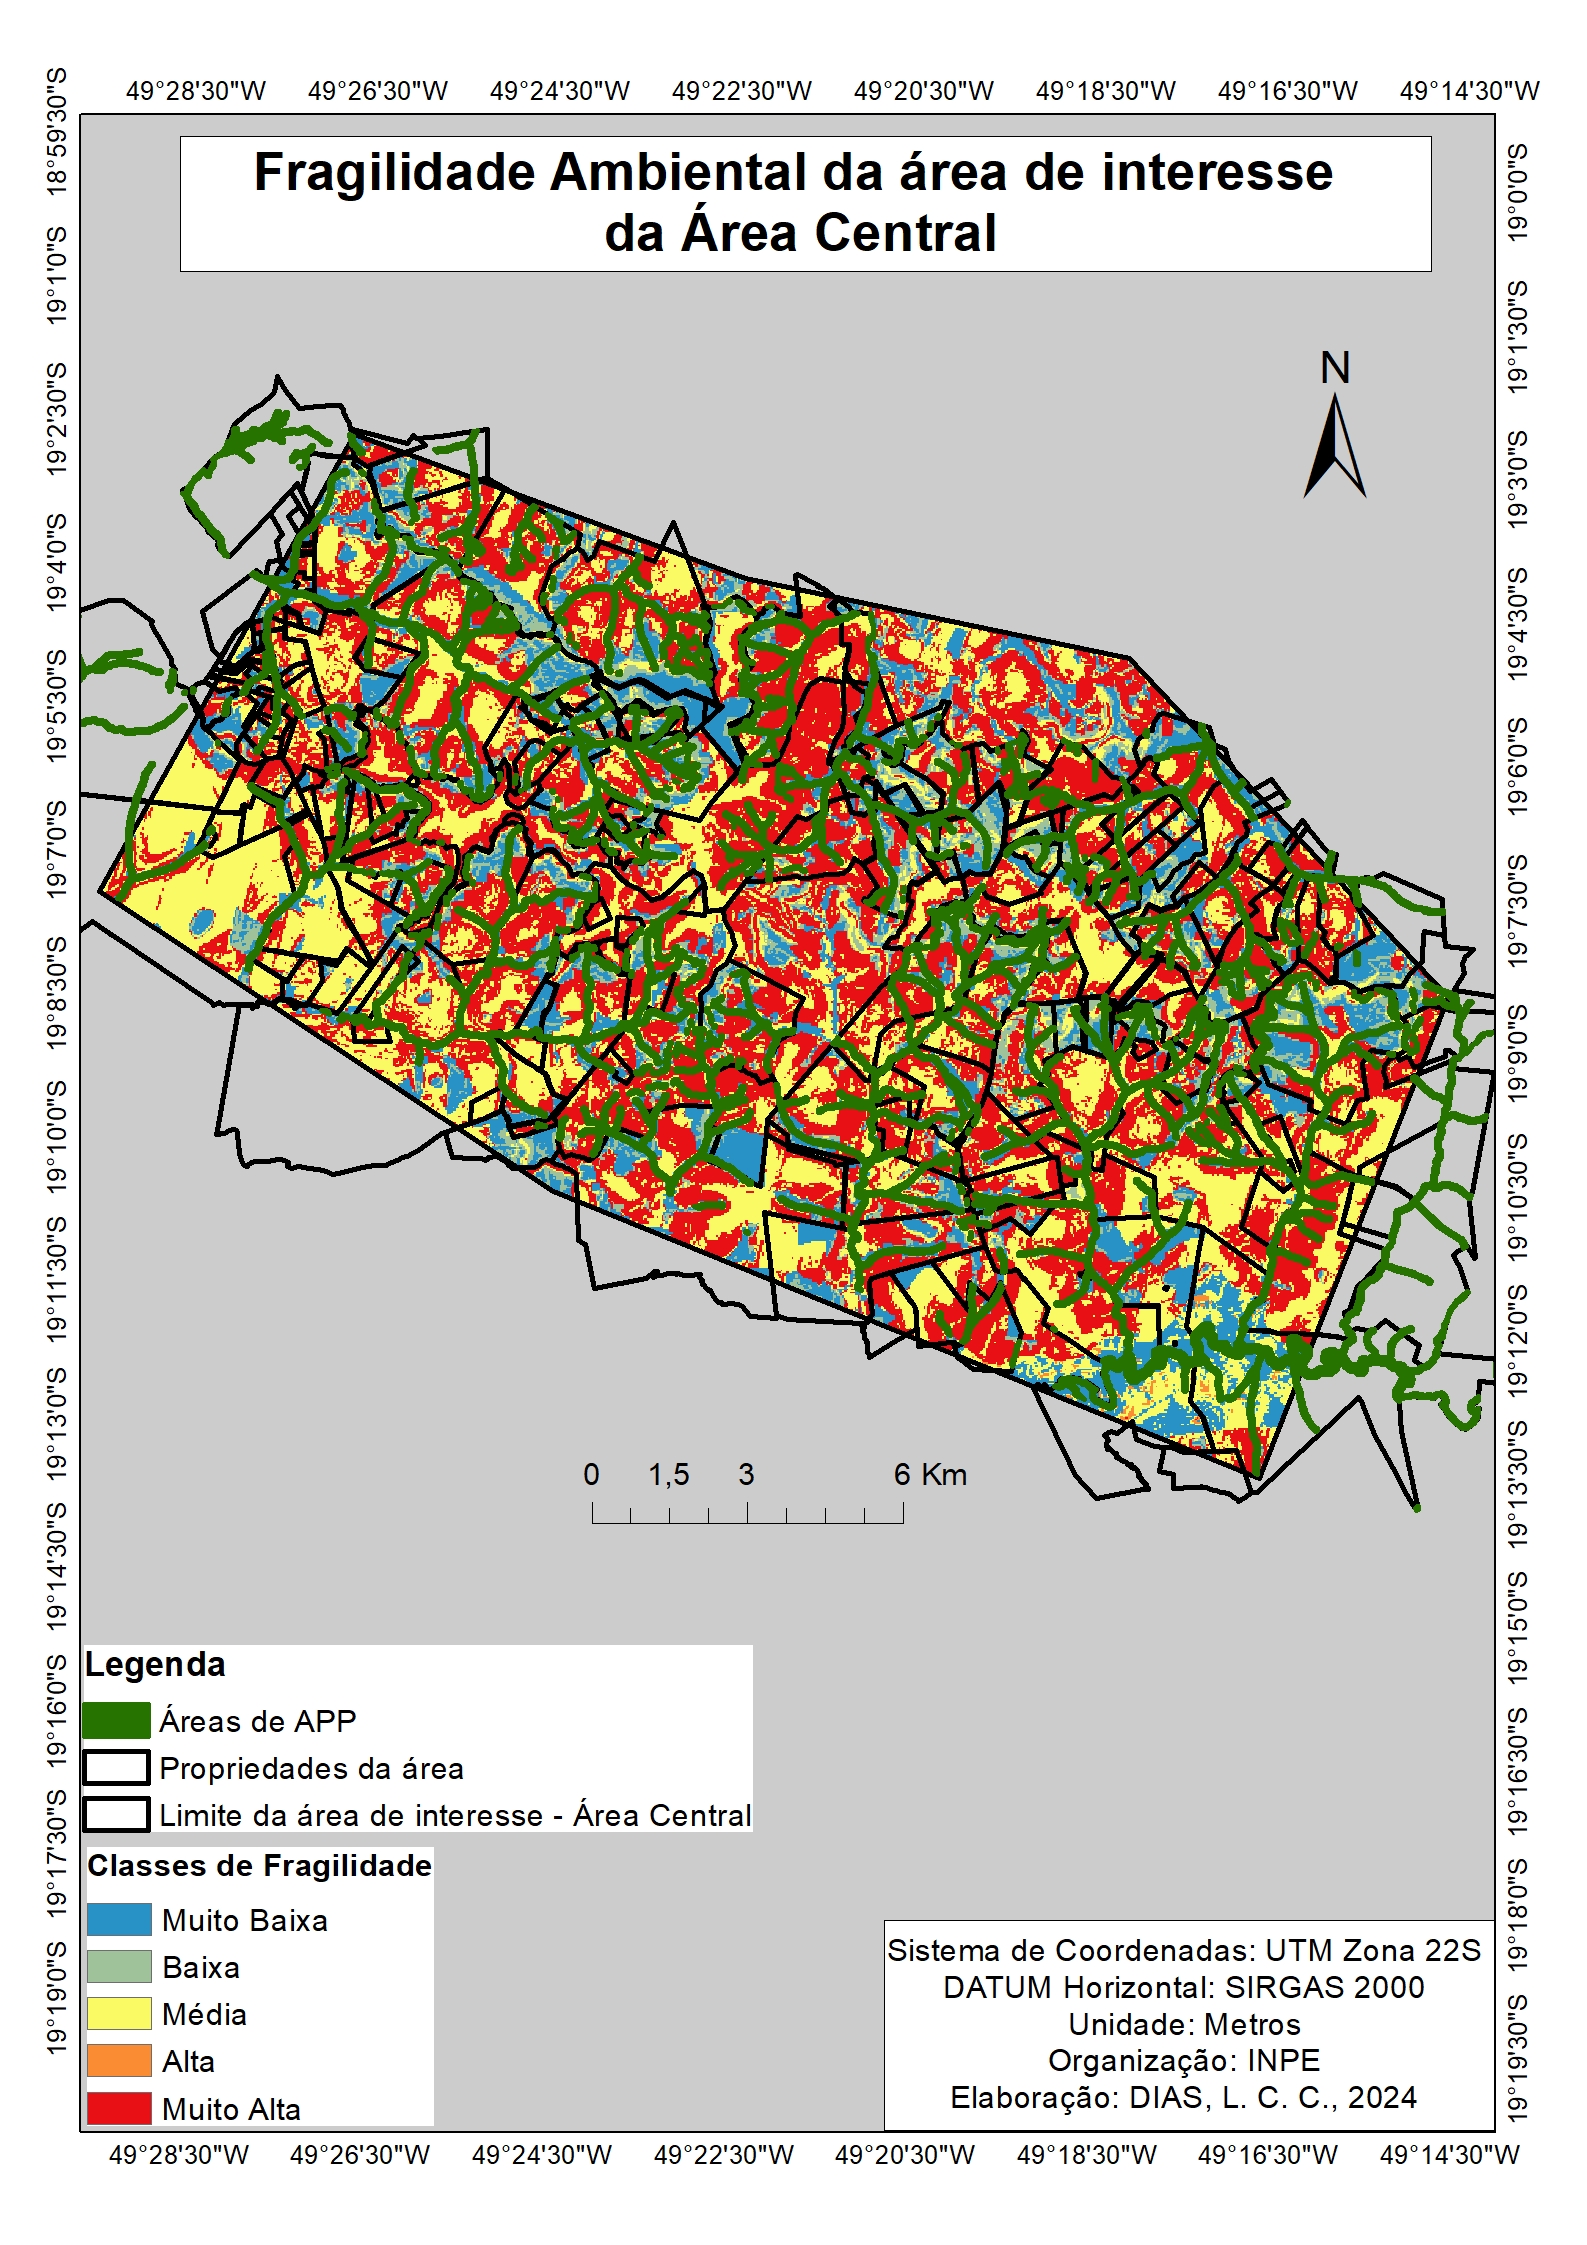 49°28'30"W 49°26'30"W 49°24'30"W 49°22'30"W 49°20'30"W 49°18'30"W 49°16'30"W 49°14'30"W
Fragilidade Ambiental da área de interesse
da Área Central
N
18°59'30"S
19°1'0"S
19°2'30"S
19°4'0"S
19°5'30"S
19°7'0"S
19°8'30"S
19°10'0"S
19°11'30"S
19°13'0"S
19°14'30"S
19°16'0"S
19°17'30"S
19°19'0"S
19°0'0"S
19°1'30"S
19°3'0"S
19°4'30"S
19°6'0"S
19°7'30"S
19°9'0"S
19°10'30"S
19°12'0"S
19°13'30"S
19°15'0"S
19°16'30"S
19°18'0"S
19°19'30"S
0 1,5 3 6 Km
Legenda
Áreas de APP
Propriedades da área
Limite da área de interesse - Área Central
Classes de Fragilidade
Muito Baixa
Baixa
Média
Alta
Muito Alta
Sistema de Coordenadas: UTM Zona 22S
DATUM Horizontal: SIRGAS 2000
Unidade: Metros
Organização: INPE
Elaboração: DIAS, L. C. C., 2024
49°28'30"W 49°26'30"W 49°24'30"W 49°22'30"W 49°20'30"W 49°18'30"W 49°16'30"W 49°14'30"W